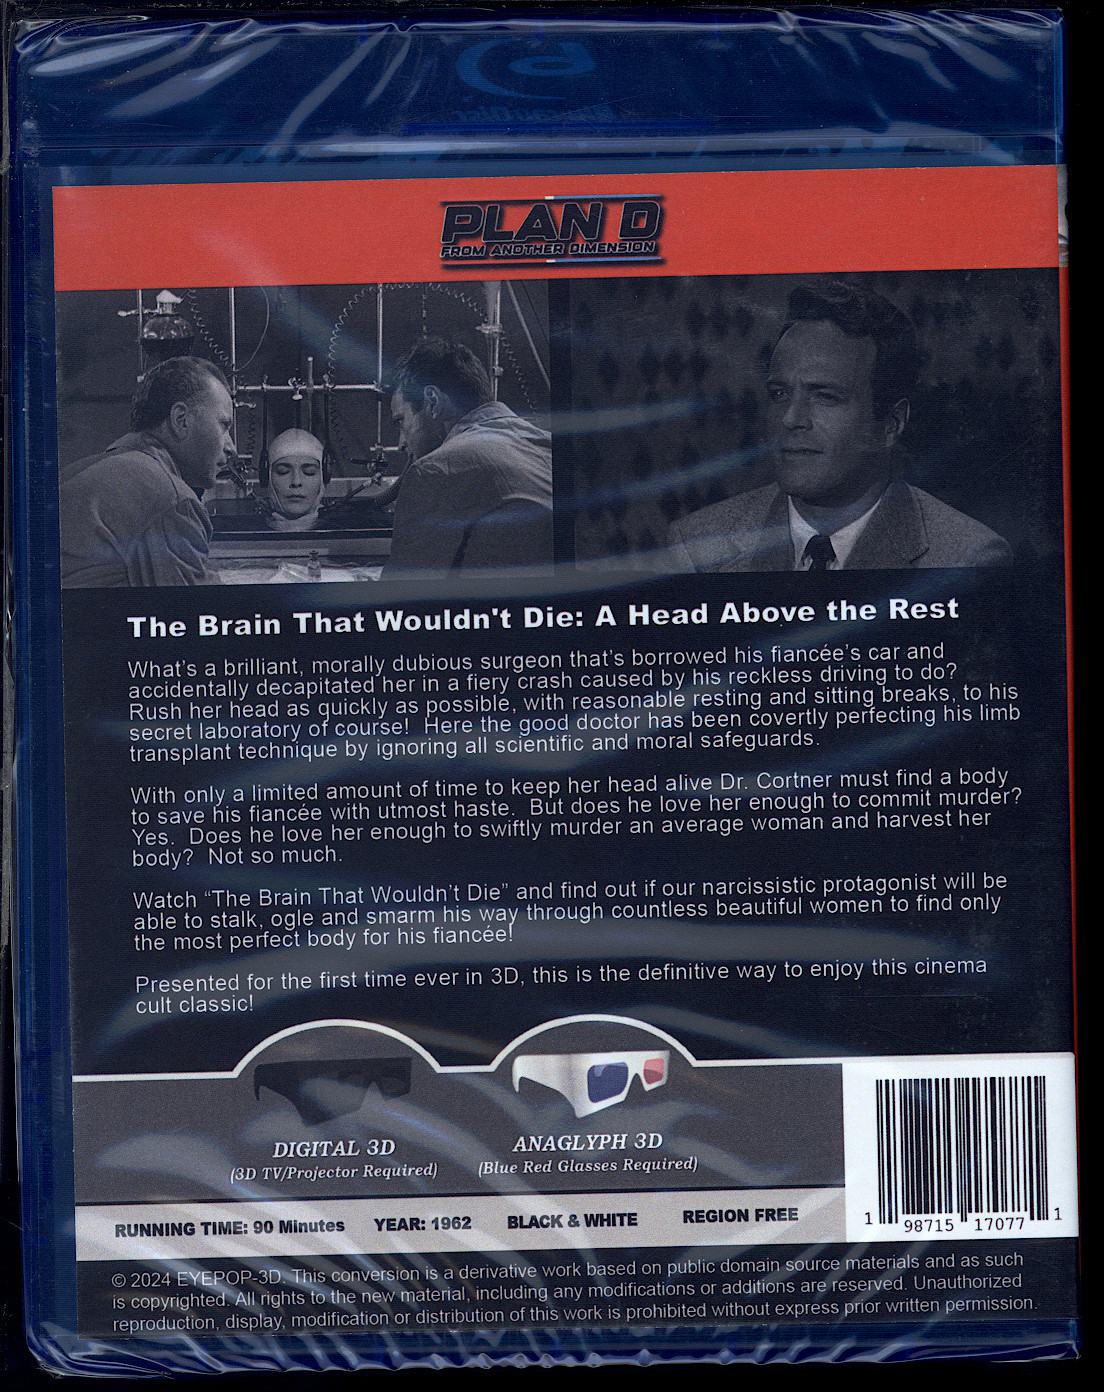 PLAN D
FROM ANOTHER DIMENSION
The Brain That Wouldn't Die: A Head Above the Rest
What's a brilliant, morally dubious surgeon that's borrowed his fiancée's car and
accidentally decapitated her in a fiery crash caused by his reckless driving to do?
Rush her head as quickly as possible, with reasonable resting and sitting breaks, to his
secret laboratory of course!  Here the good doctor has been covertly perfecting his limb
transplant technique by ignoring all scientific and moral safeguards.
With only a limited amount of time to keep her head alive Dr. Cortner must find a body
to save his fiancée with utmost haste.  But does he love her enough to commit murder?
Yes.  Does he love her enough to swiftly murder an average woman and harvest her
body?  Not so much.
Watch “The Brain That Wouldn’t Die” and find out if our narcissistic protagonist will be
able to stalk, ogle and smarm his way through countless beautiful women to find only
the most perfect body for his fiancée!
Presented for the first time ever in 3D, this is the definitive way to enjoy this cinema
cult classic!
DIGITAL 3D
(3D TV/Projector Required)
ANAGLYPH 3D
(Blue Red Glasses Required)
RUNNING TIME: 90 Minutes YEAR: 1962 BLACK & WHITE REGION FREE
1 98715 17077 1
© 2024 EYEPOP-3D. This conversion is a derivative work based on public domain source materials and as such
is copyrighted. All rights to the new material, including any modifications or additions are reserved. Unauthorized
reproduction, display, modification or distribution of this work is prohibited without express prior written permission.